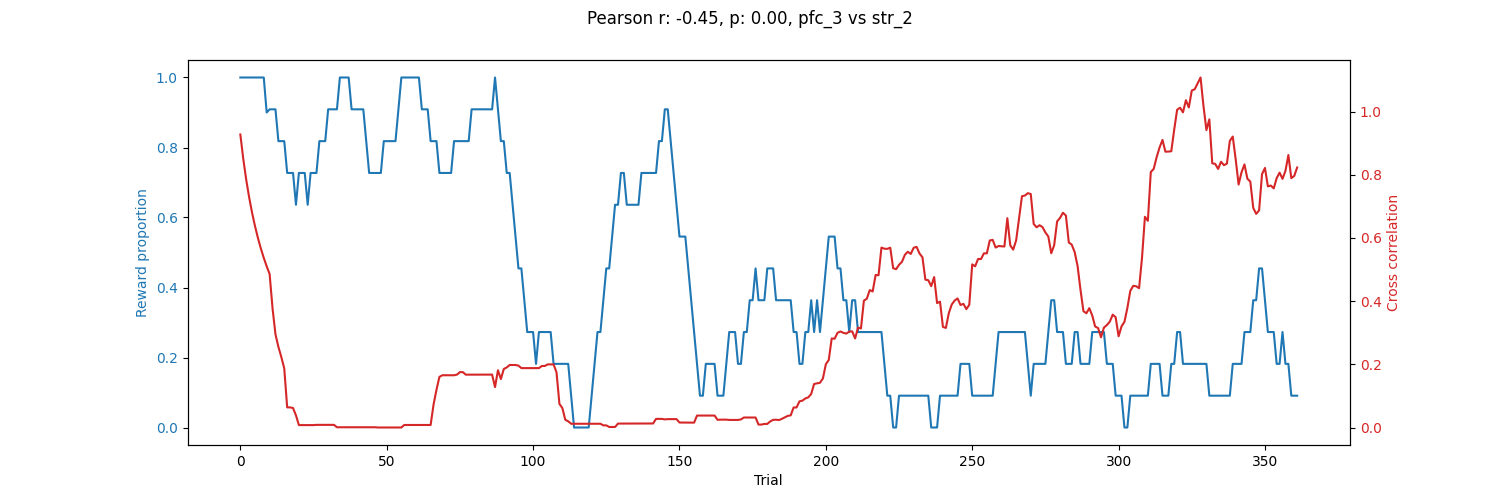 Pearson r: -0.45, p: 0.00, pfc_3 vs str_2
1.0
0.8
0.6
0.4
0.2
0.0
Reward proportion
1.0
0.8
0.6
0.4
0.2
0.0
Cross correlation
0 50 100 150 200 250 300 350
Trial